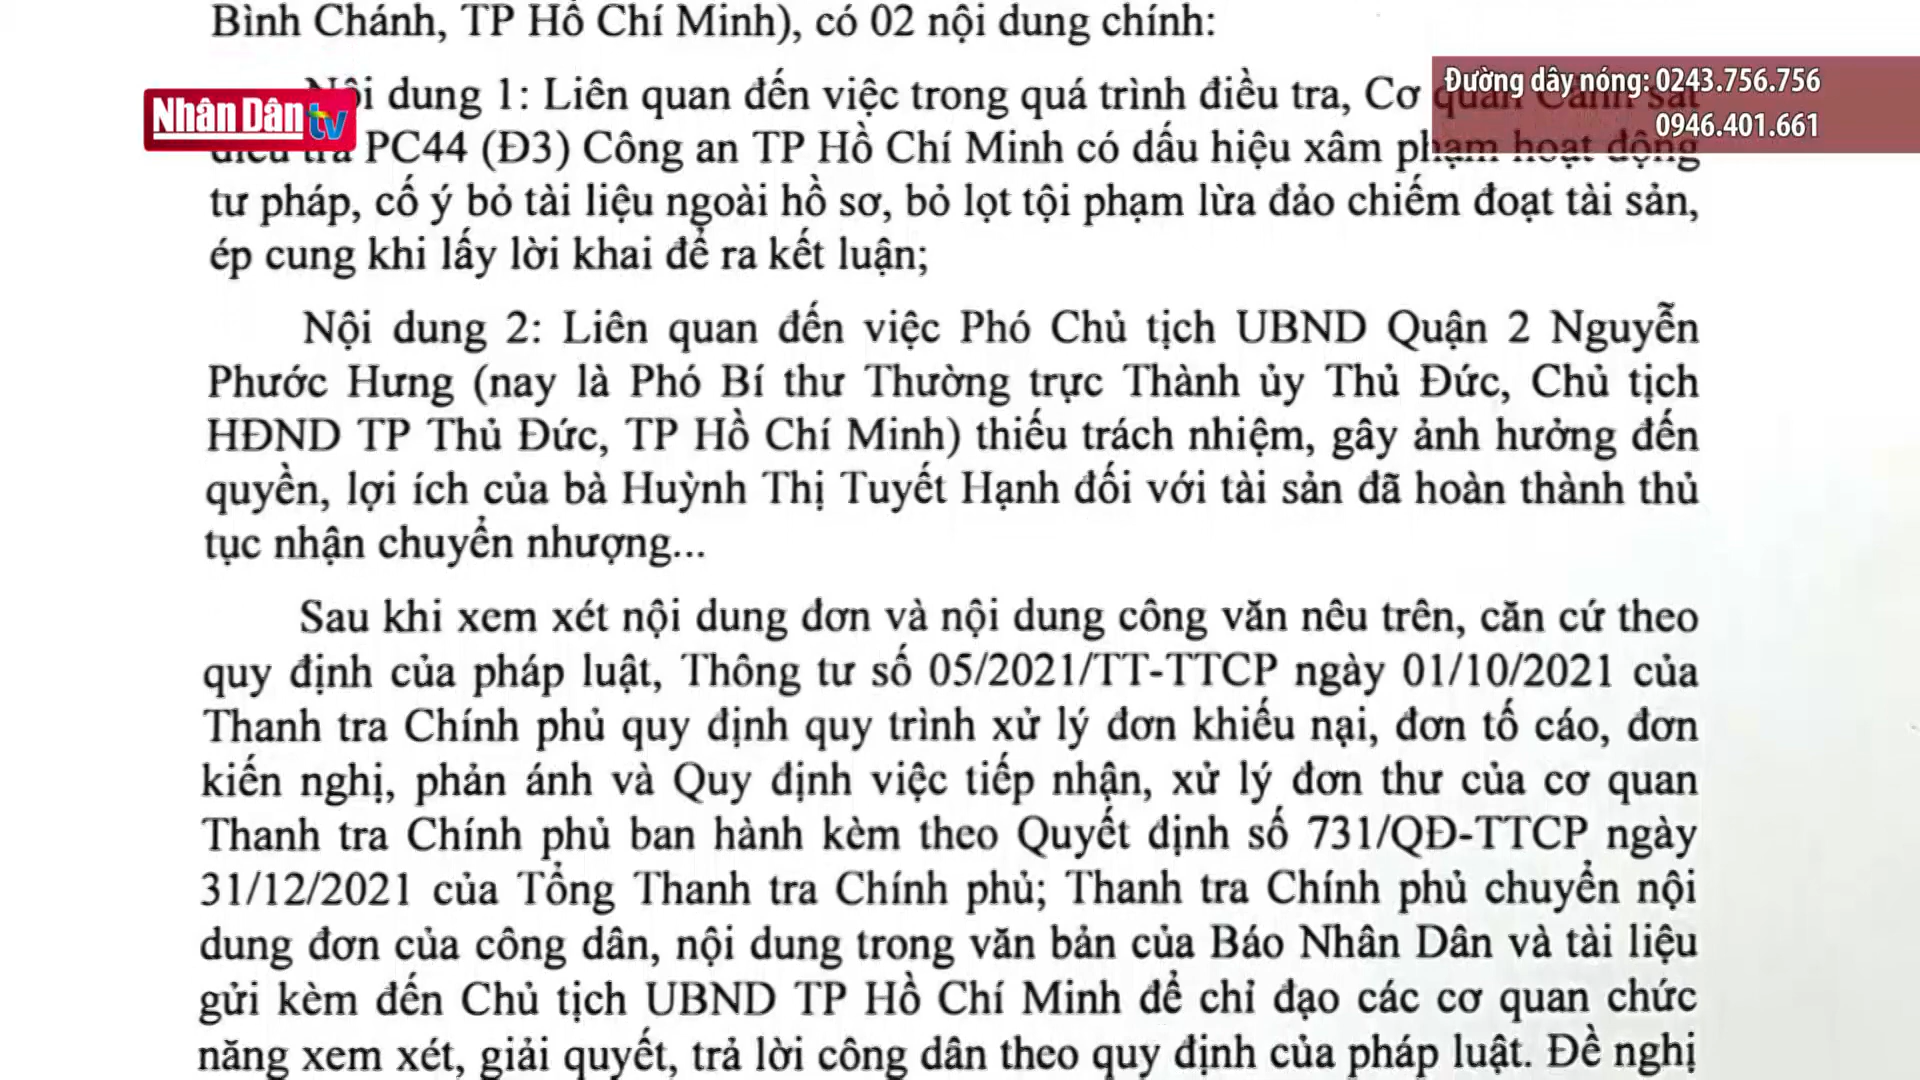 Bình Chánh, TP Hồ Chí Minh), có 02 nội dung chính:
Đường dây nóng: 0243.756.756
0946.401.661
Nhân Dân tv
Nội dung 1: Liên quan đến việc trong quá trình điều tra, Cơ quan Cảnh sát
điều tra PC44 (Đ3) Công an TP Hồ Chí Minh có dấu hiệu xâm phạm hoạt động
tư pháp, cố ý bỏ tài liệu ngoài hồ sơ, bỏ lọt tội phạm lừa đảo chiếm đoạt tài sản,
ép cung khi lấy lời khai để ra kết luận;
Nội dung 2: Liên quan đến việc Phó Chủ tịch UBND Quận 2 Nguyễn
Phước Hưng (nay là Phó Bí thư Thường trực Thành ủy Thủ Đức, Chủ tịch
HĐND TP Thủ Đức, TP Hồ Chí Minh) thiếu trách nhiệm, gây ảnh hưởng đến
quyền, lợi ích của bà Huỳnh Thị Tuyết Hạnh đối với tài sản đã hoàn thành thủ
tục nhận chuyển nhượng...
Sau khi xem xét nội dung đơn và nội dung công văn nêu trên, căn cứ theo
quy định của pháp luật, Thông tư số 05/2021/TT-TTCP ngày 01/10/2021 của
Thanh tra Chính phủ quy định quy trình xử lý đơn khiếu nại, đơn tố cáo, đơn
kiến nghị, phản ánh và Quy định việc tiếp nhận, xử lý đơn thư của cơ quan
Thanh tra Chính phủ ban hành kèm theo Quyết định số 731/QĐ-TTCP ngày
31/12/2021 của Tổng Thanh tra Chính phủ; Thanh tra Chính phủ chuyển nội
dung đơn của công dân, nội dung trong văn bản của Báo Nhân Dân và tài liệu
gửi kèm đến Chủ tịch UBND TP Hồ Chí Minh để chỉ đạo các cơ quan chức
năng xem xét, giải quyết, trả lời công dân theo quy định của pháp luật. Đề nghị